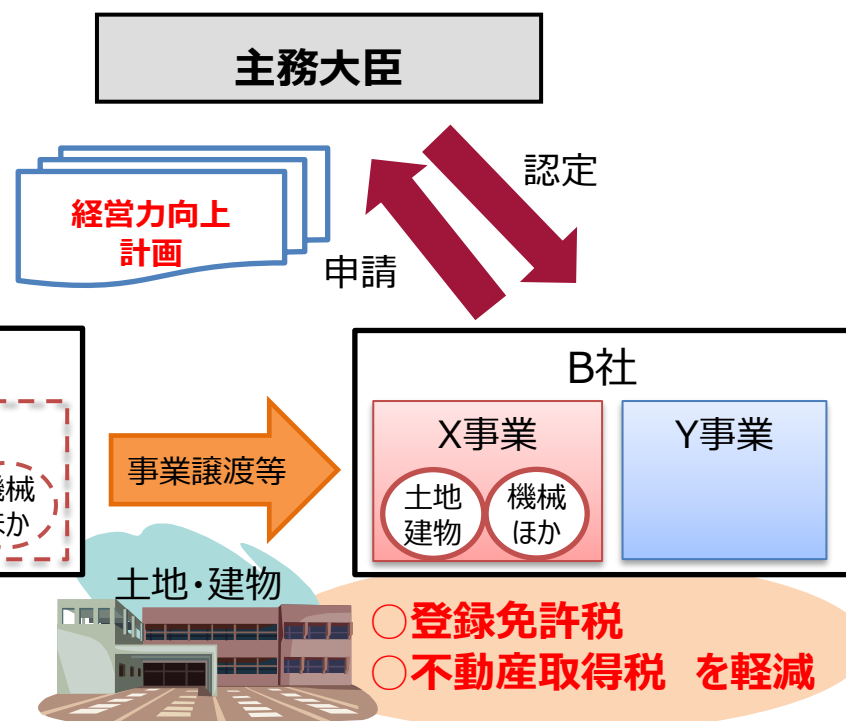 主務大臣
認定
経営力向上
計画
申請
B社
X事業
Y事業
事業譲渡等
械
か
土地
建物
機械
ほか
土地・建物
○登録免許税
○不動産取得税 を軽減